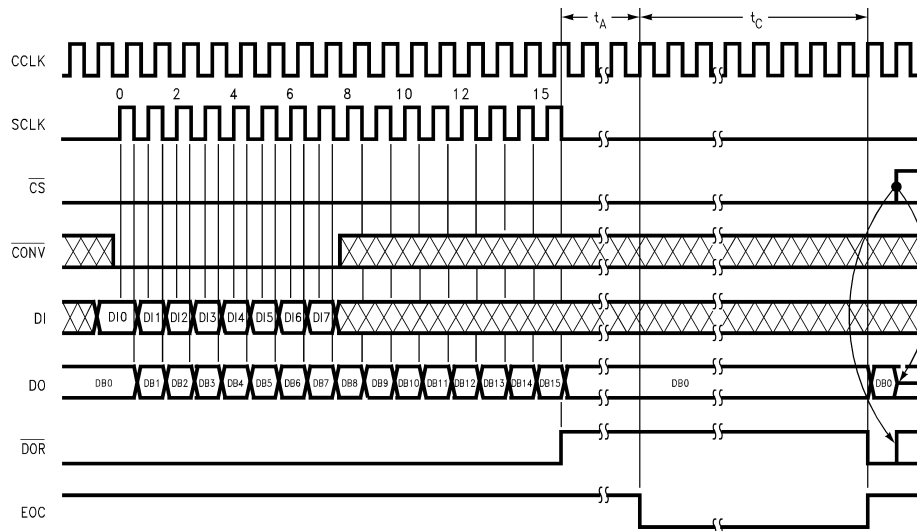 t_A t_C
CCLK
0 2 4 6 8 10 12 15
SCLK
CS
CONV
DI DI0 DI1 DI2 DI3 DI4 DI5 DI6 DI7
DO DB0 DB1 DB2 DB3 DB4 DB5 DB6 DB7 DB8 DB9 DB10 DB11 DB12 DB13 DB14 DB15 DB0 DB0
DOR
EOC